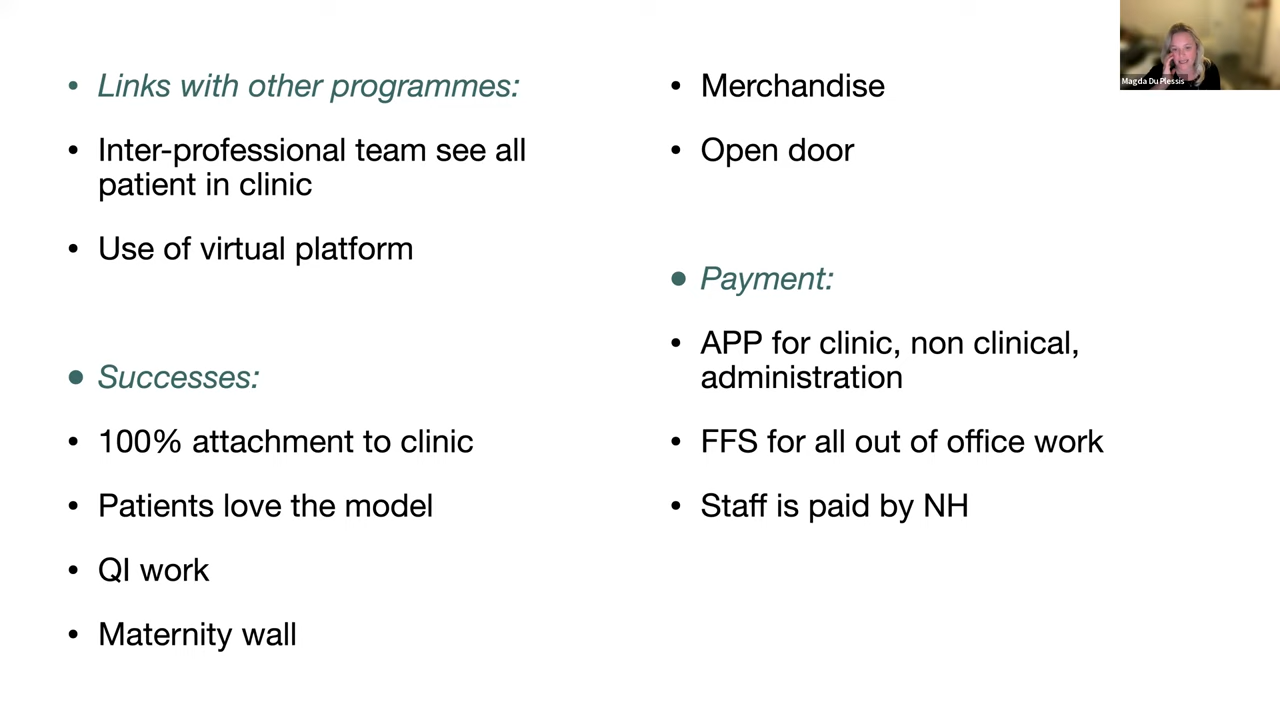 • Links with other programmes:
• Inter-professional team see all
patient in clinic
• Use of virtual platform
• Successes:
• 100% attachment to clinic
• Patients love the model
• QI work
• Maternity wall
• Merchandise
• Open door
• Payment:
• APP for clinic, non clinical,
administration
• FFS for all out of office work
• Staff is paid by NH
Magda Du Plessis